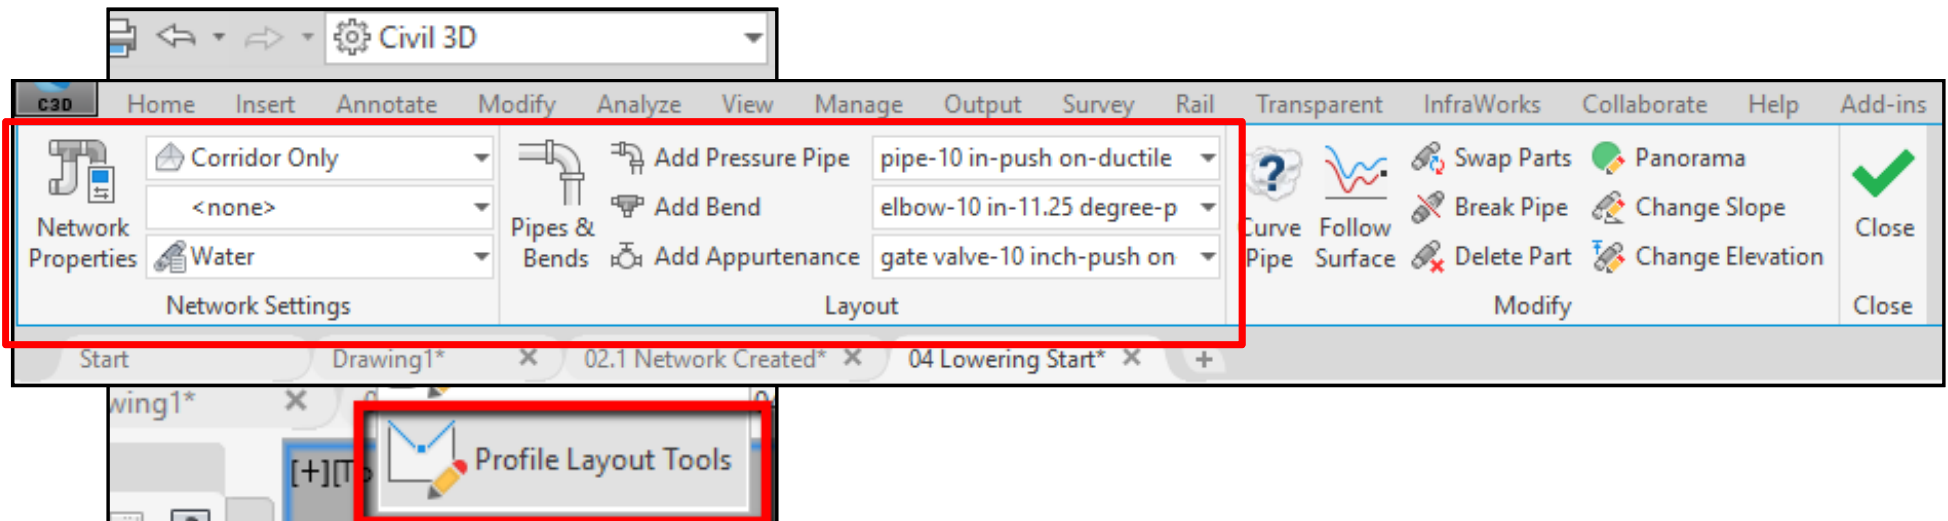 Civil 3D
C3D Home Insert Annotate Modify Analyze View Manage Output Survey Rail Transparent InfraWorks Collaborate Help Add-ins
Network
Properties
Corridor Only
<none>
Water
Network Settings
Pipes &
Bends
Add Pressure Pipe
Add Bend
Add Appurtenance
pipe-10 in-push on-ductile
elbow-10 in-11.25 degree-p
gate valve-10 inch-push on
Layout
Curve
Pipe
Follow
Surface
Swap Parts
Break Pipe
Delete Part
Panorama
Change Slope
Change Elevation
Modify
Close
Close
Start Drawing1* 02.1 Network Created* 04 Lowering Start* +
wing1*
[+][To
Profile Layout Tools